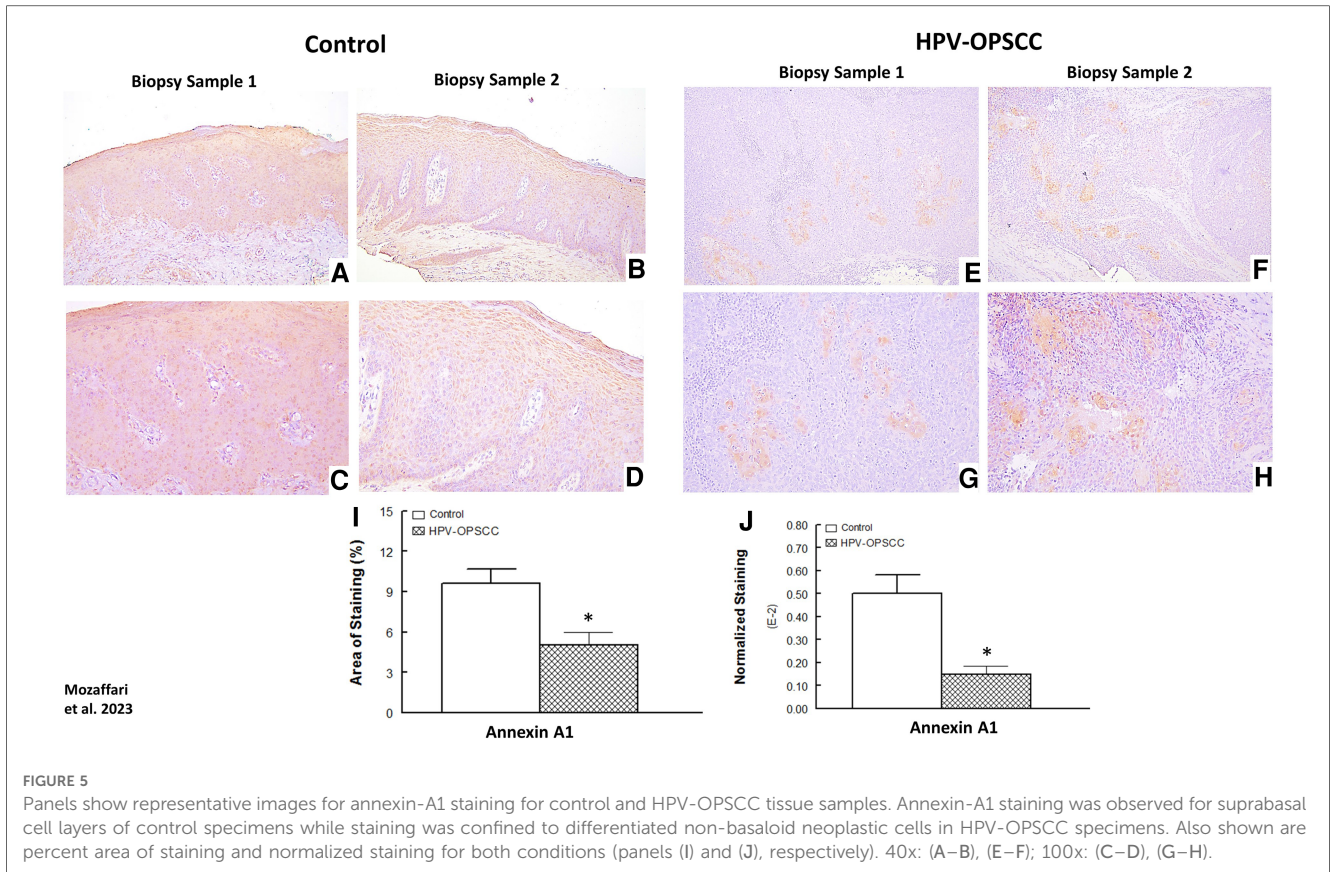 Control
HPV-OPSCC
Biopsy Sample 1
Biopsy Sample 2
Biopsy Sample 1
Biopsy Sample 2
A
B
E
F
C
D
G
H
I
Control
HPV-OPSCC
Area of Staining (%)
15
12
9
6
3
0
*
Annexin A1
J
Control
HPV-OPSCC
Normalized Staining
(E-2)
0.80
0.70
0.60
0.50
0.40
0.30
0.20
0.10
0.00
*
Annexin A1
Mozaffari
et al. 2023
FIGURE 5
Panels show representative images for annexin-A1 staining for control and HPV-OPSCC tissue samples. Annexin-A1 staining was observed for suprabasal
cell layers of control specimens while staining was confined to differentiated non-basaloid neoplastic cells in HPV-OPSCC specimens. Also shown are
percent area of staining and normalized staining for both conditions (panels (I) and (J), respectively). 40x: (A–B), (E–F); 100x: (C–D), (G–H).